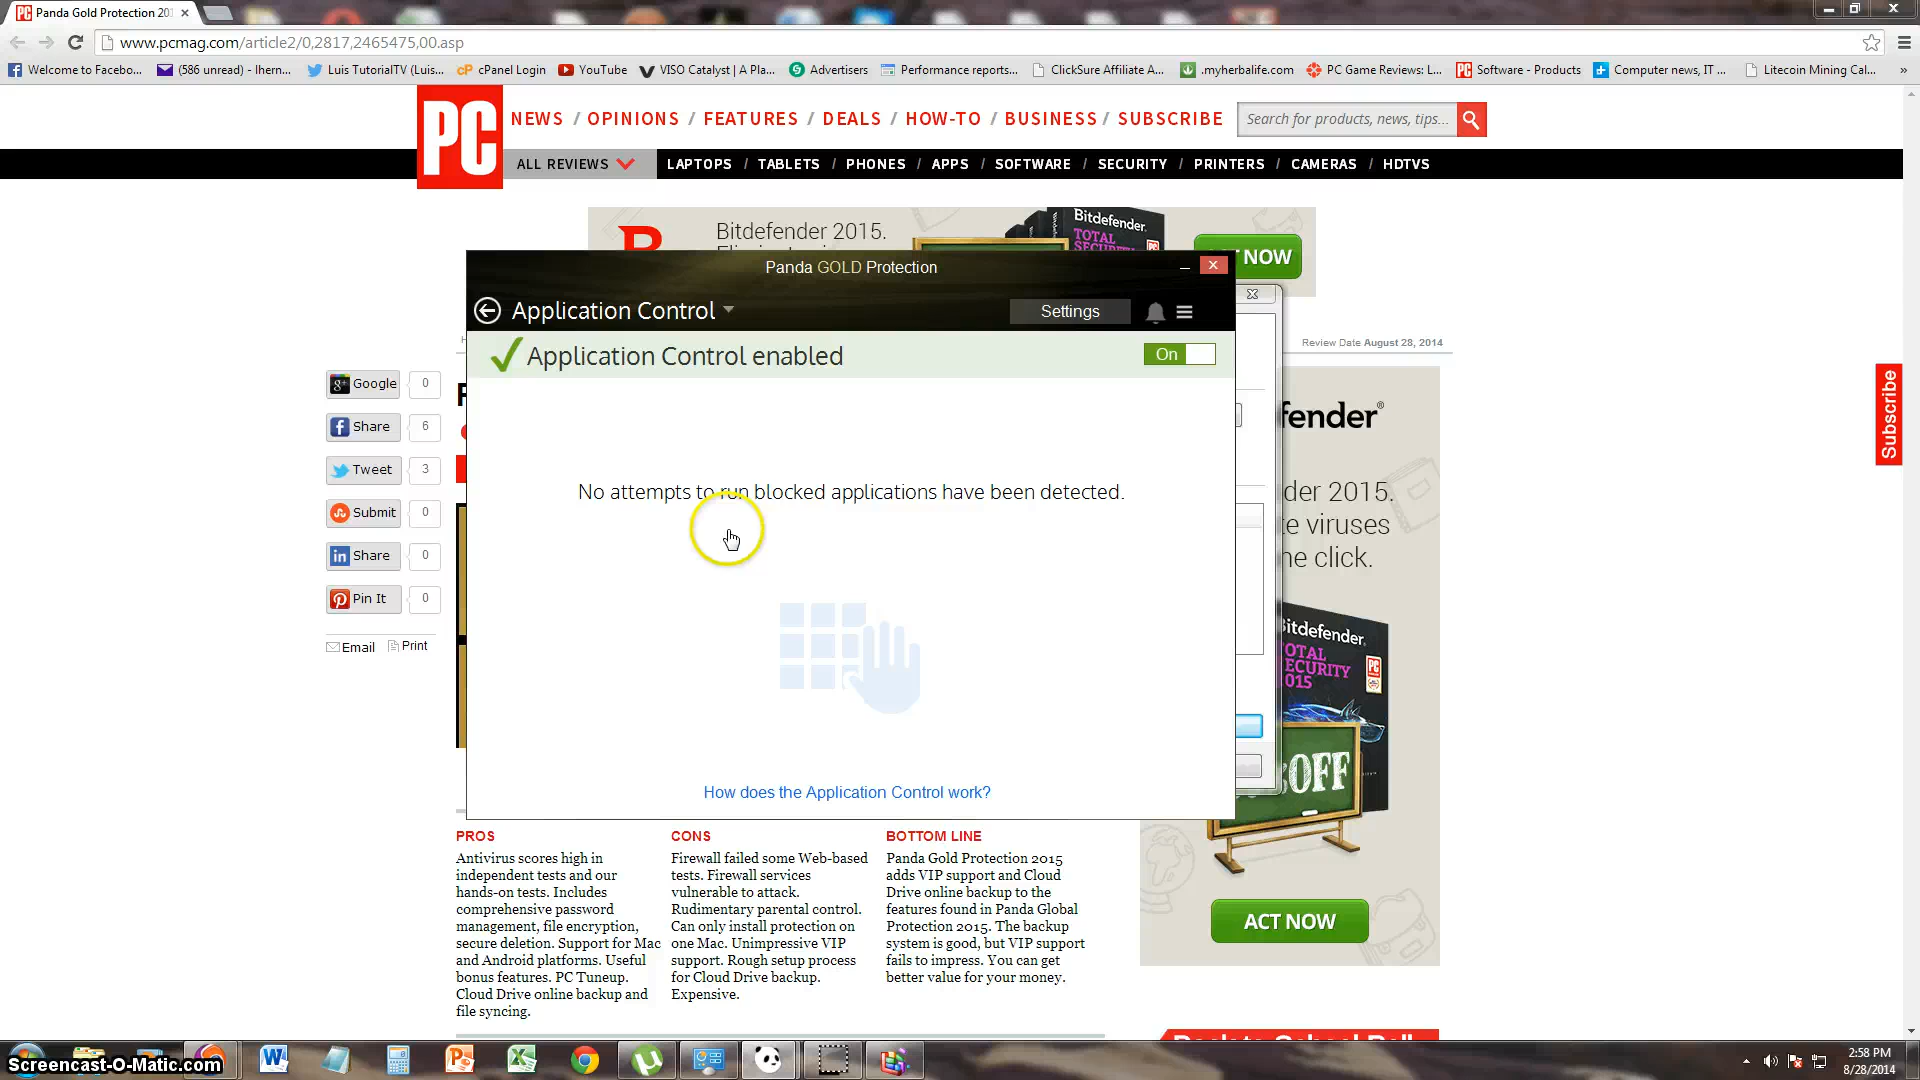 Panda Gold Protection 201
www.pcmag.com/article2/0,2817,2465475,00.asp
Welcome to Facebo...
(586 unread) - lhern...
Luis TutorialTV (Luis...
cPanel Login
YouTube
VISO Catalyst | A Pla...
Advertisers
Performance reports...
ClickSure Affiliate A...
.myherbalife.com
PC Game Reviews: L...
Software - Products
Computer news, IT ...
Litecoin Mining Cal...
»
PC
NEWS / OPINIONS / FEATURES / DEALS / HOW-TO / BUSINESS / SUBSCRIBE
Search for products, news, tips...
ALL REVIEWS
LAPTOPS / TABLETS / PHONES / APPS / SOFTWARE / SECURITY / PRINTERS / CAMERAS / HDTVS
Bitdefender 2015.
Bitdefender
TOTAL
NOW
Panda GOLD Protection
Application Control
Settings
Application Control enabled
On
No attempts to run blocked applications have been detected.
How does the Application Control work?
Review Date August 28, 2014
Google 0
Share 6
Tweet 3
Submit 0
Share 0
Pin It 0
Email Print
Subscribe
fender®
der 2015.
te viruses
ne click.
Bitdefender
TOTAL
SECURITY
2015
OFF
ACT NOW
PROS
Antivirus scores high in
independent tests and our
hands-on tests. Includes
comprehensive password
management, file encryption,
secure deletion. Support for Mac
and Android platforms. Useful
bonus features. PC Tuneup.
Cloud Drive online backup and
file syncing.
CONS
Firewall failed some Web-based
tests. Firewall services
vulnerable to attack.
Rudimentary parental control.
Can only install protection on
one Mac. Unimpressive VIP
support. Rough setup process
for Cloud Drive backup.
Expensive.
BOTTOM LINE
Panda Gold Protection 2015
adds VIP support and Cloud
Drive online backup to the
features found in Panda Global
Protection 2015. The backup
system is good, but VIP support
fails to impress. You can get
better value for your money.
Screencast-O-Matic.com
2:58 PM
8/28/2014